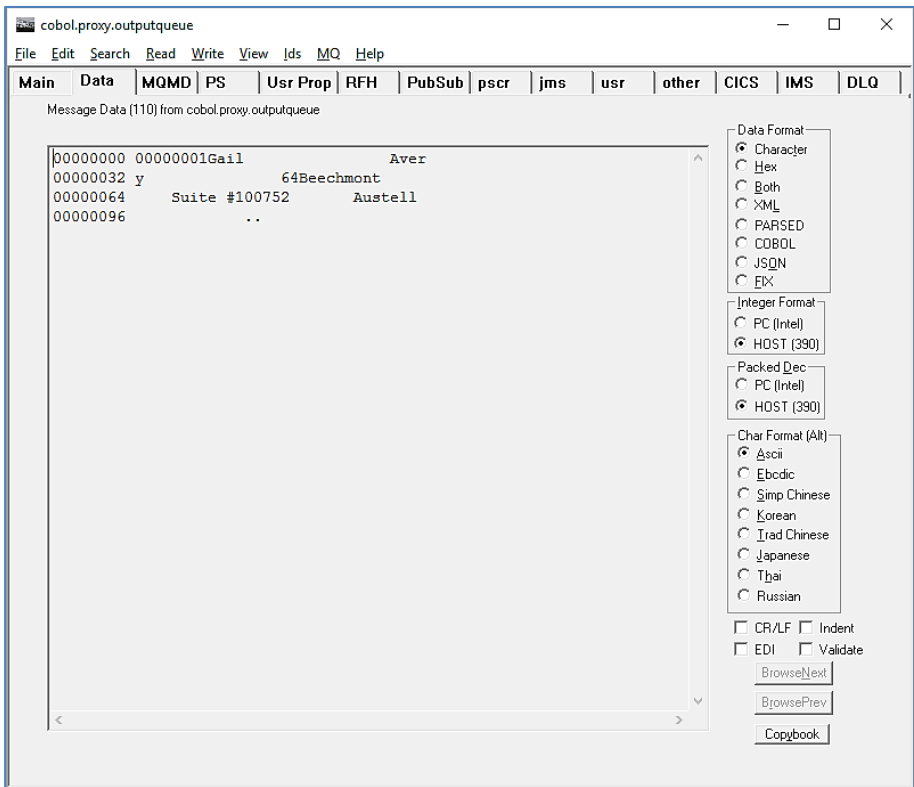 cobol.proxy.outputqueue
File Edit Search Read Write View Ids MQ Help
Main Data MQMD PS Usr Prop RFH PubSub pscr jms usr other CICS IMS DLQ
Message Data (110) from cobol.proxy.outputqueue
00000000 00000001Gail                  Aver
00000032 y                 64Beechmont
00000064     Suite #100752        Austell
00000096              ..
Data Format
Character
Hex
Both
XML
PARSED
COBOL
JSON
FIX
Integer Format
PC (Intel)
HOST (390)
Packed Dec
PC (Intel)
HOST (390)
Char Format (Alt)
Ascii
Ebcdic
Simp Chinese
Korean
Trad Chinese
Japanese
Thai
Russian
CR/LF Indent
EDI Validate
BrowseNext
BrowsePrev
Copybook